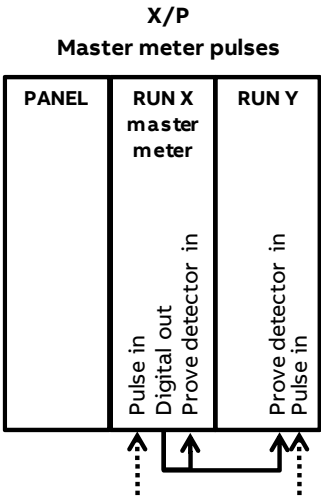 X/P
Master meter pulses
PANEL
RUN X
master
meter
RUN Y
Pulse in
Digital out
Prove detector in
Prove detector in
Pulse in